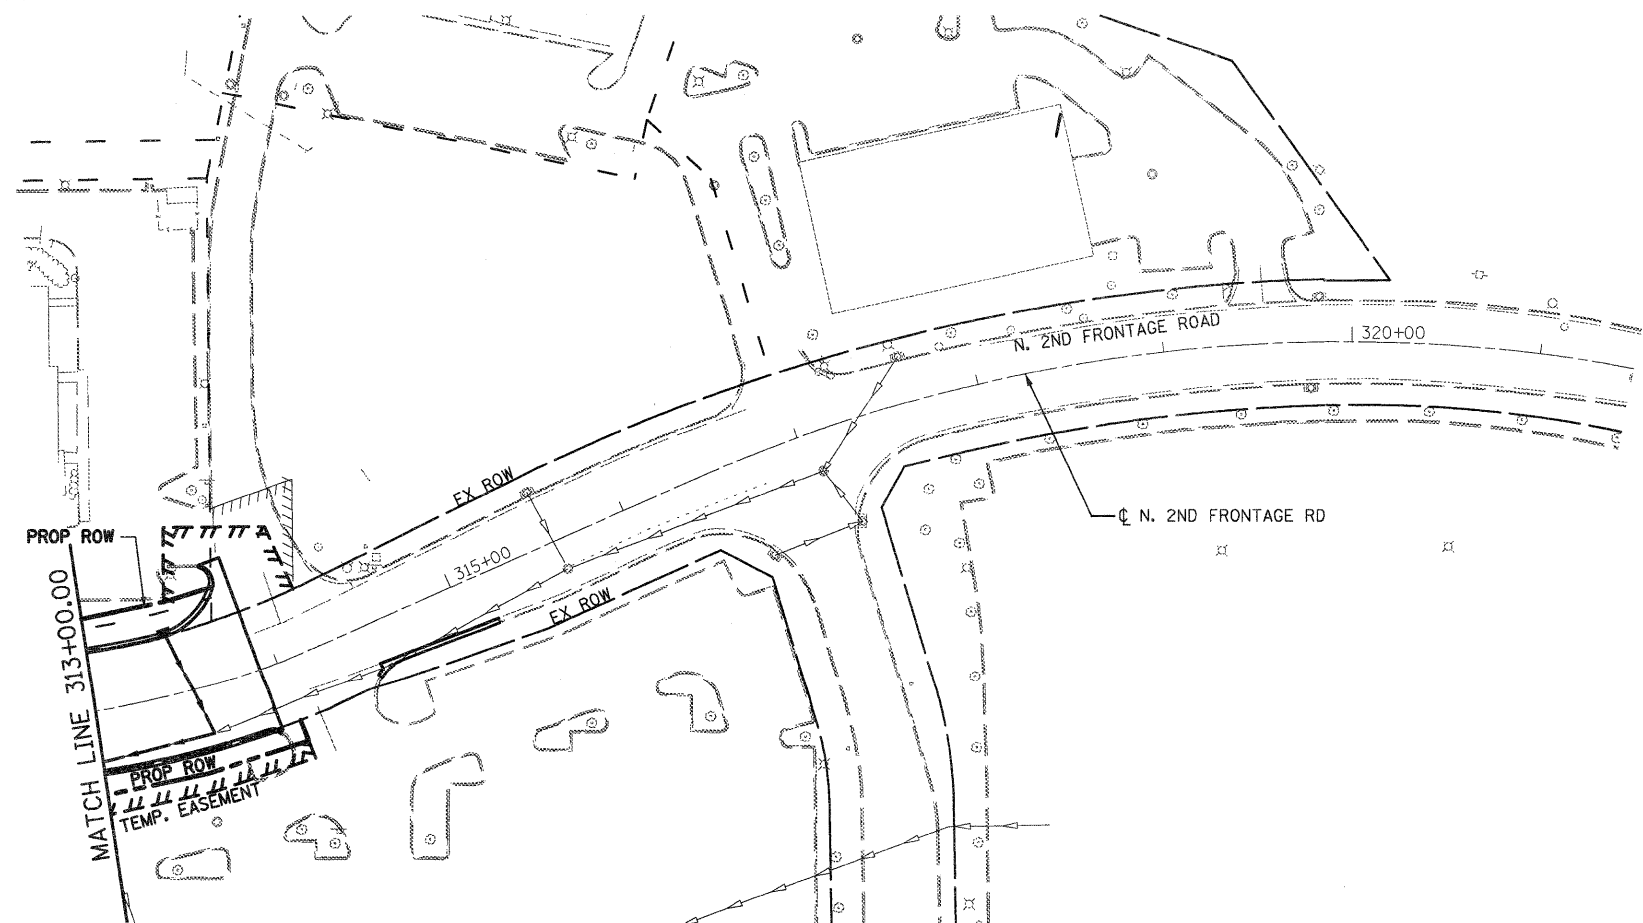 N. 2ND FRONTAGE ROAD
320+00
EX ROW
℄ N. 2ND FRONTAGE RD
PROP ROW
315+00
EX ROW
MATCH LINE 313+00.00
PROP ROW
TEMP. EASEMENT